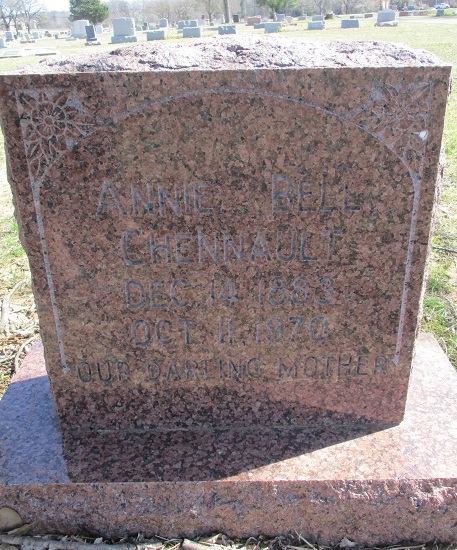 ANNIE BELL
CHENNAULT
DEC. 14 1883
OCT. 11, 1970
OUR DARLING MOTHER